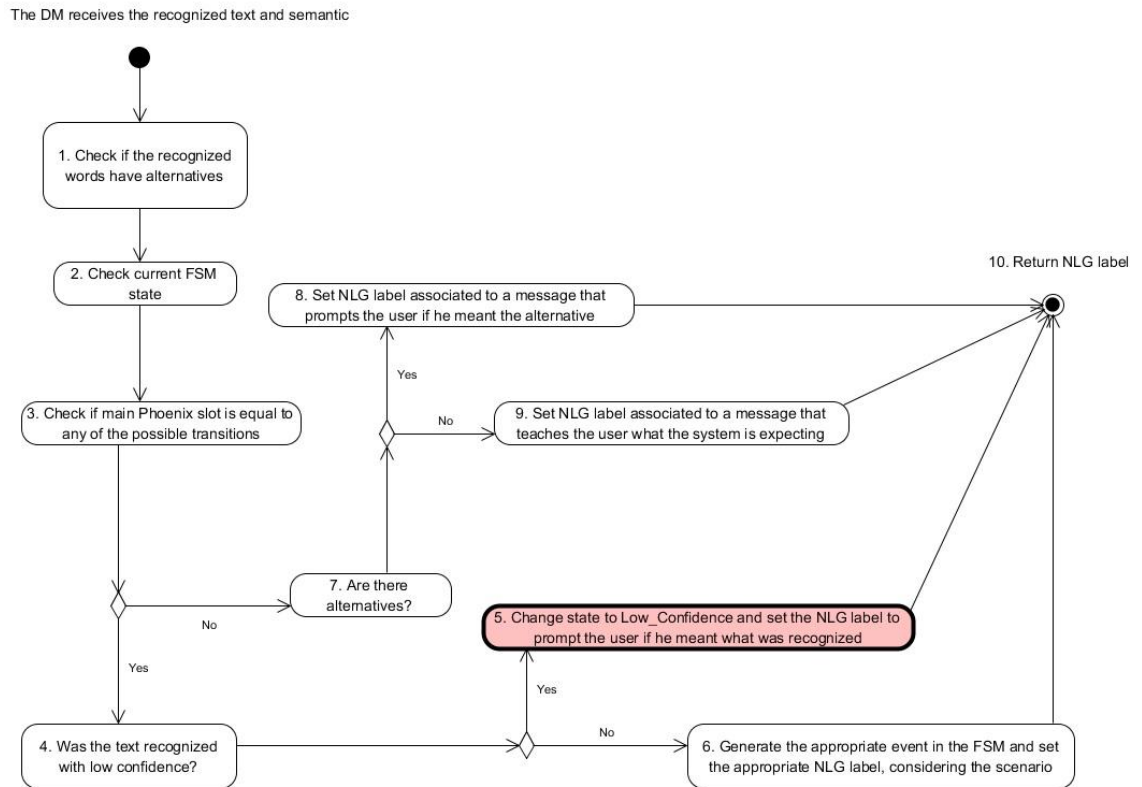 The DM receives the recognized text and semantic
1. Check if the recognized
words have alternatives
2. Check current FSM
state
3. Check if main Phoenix slot is equal to
any of the possible transitions
No
Yes
4. Was the text recognized
with low confidence?
Yes
No
5. Change state to Low_Confidence and set the NLG label to
prompt the user if he meant what was recognized
6. Generate the appropriate event in the FSM and set
the appropriate NLG label, considering the scenario
7. Are there
alternatives?
Yes
No
8. Set NLG label associated to a message that
prompts the user if he meant the alternative
9. Set NLG label associated to a message that
teaches the user what the system is expecting
10. Return NLG label